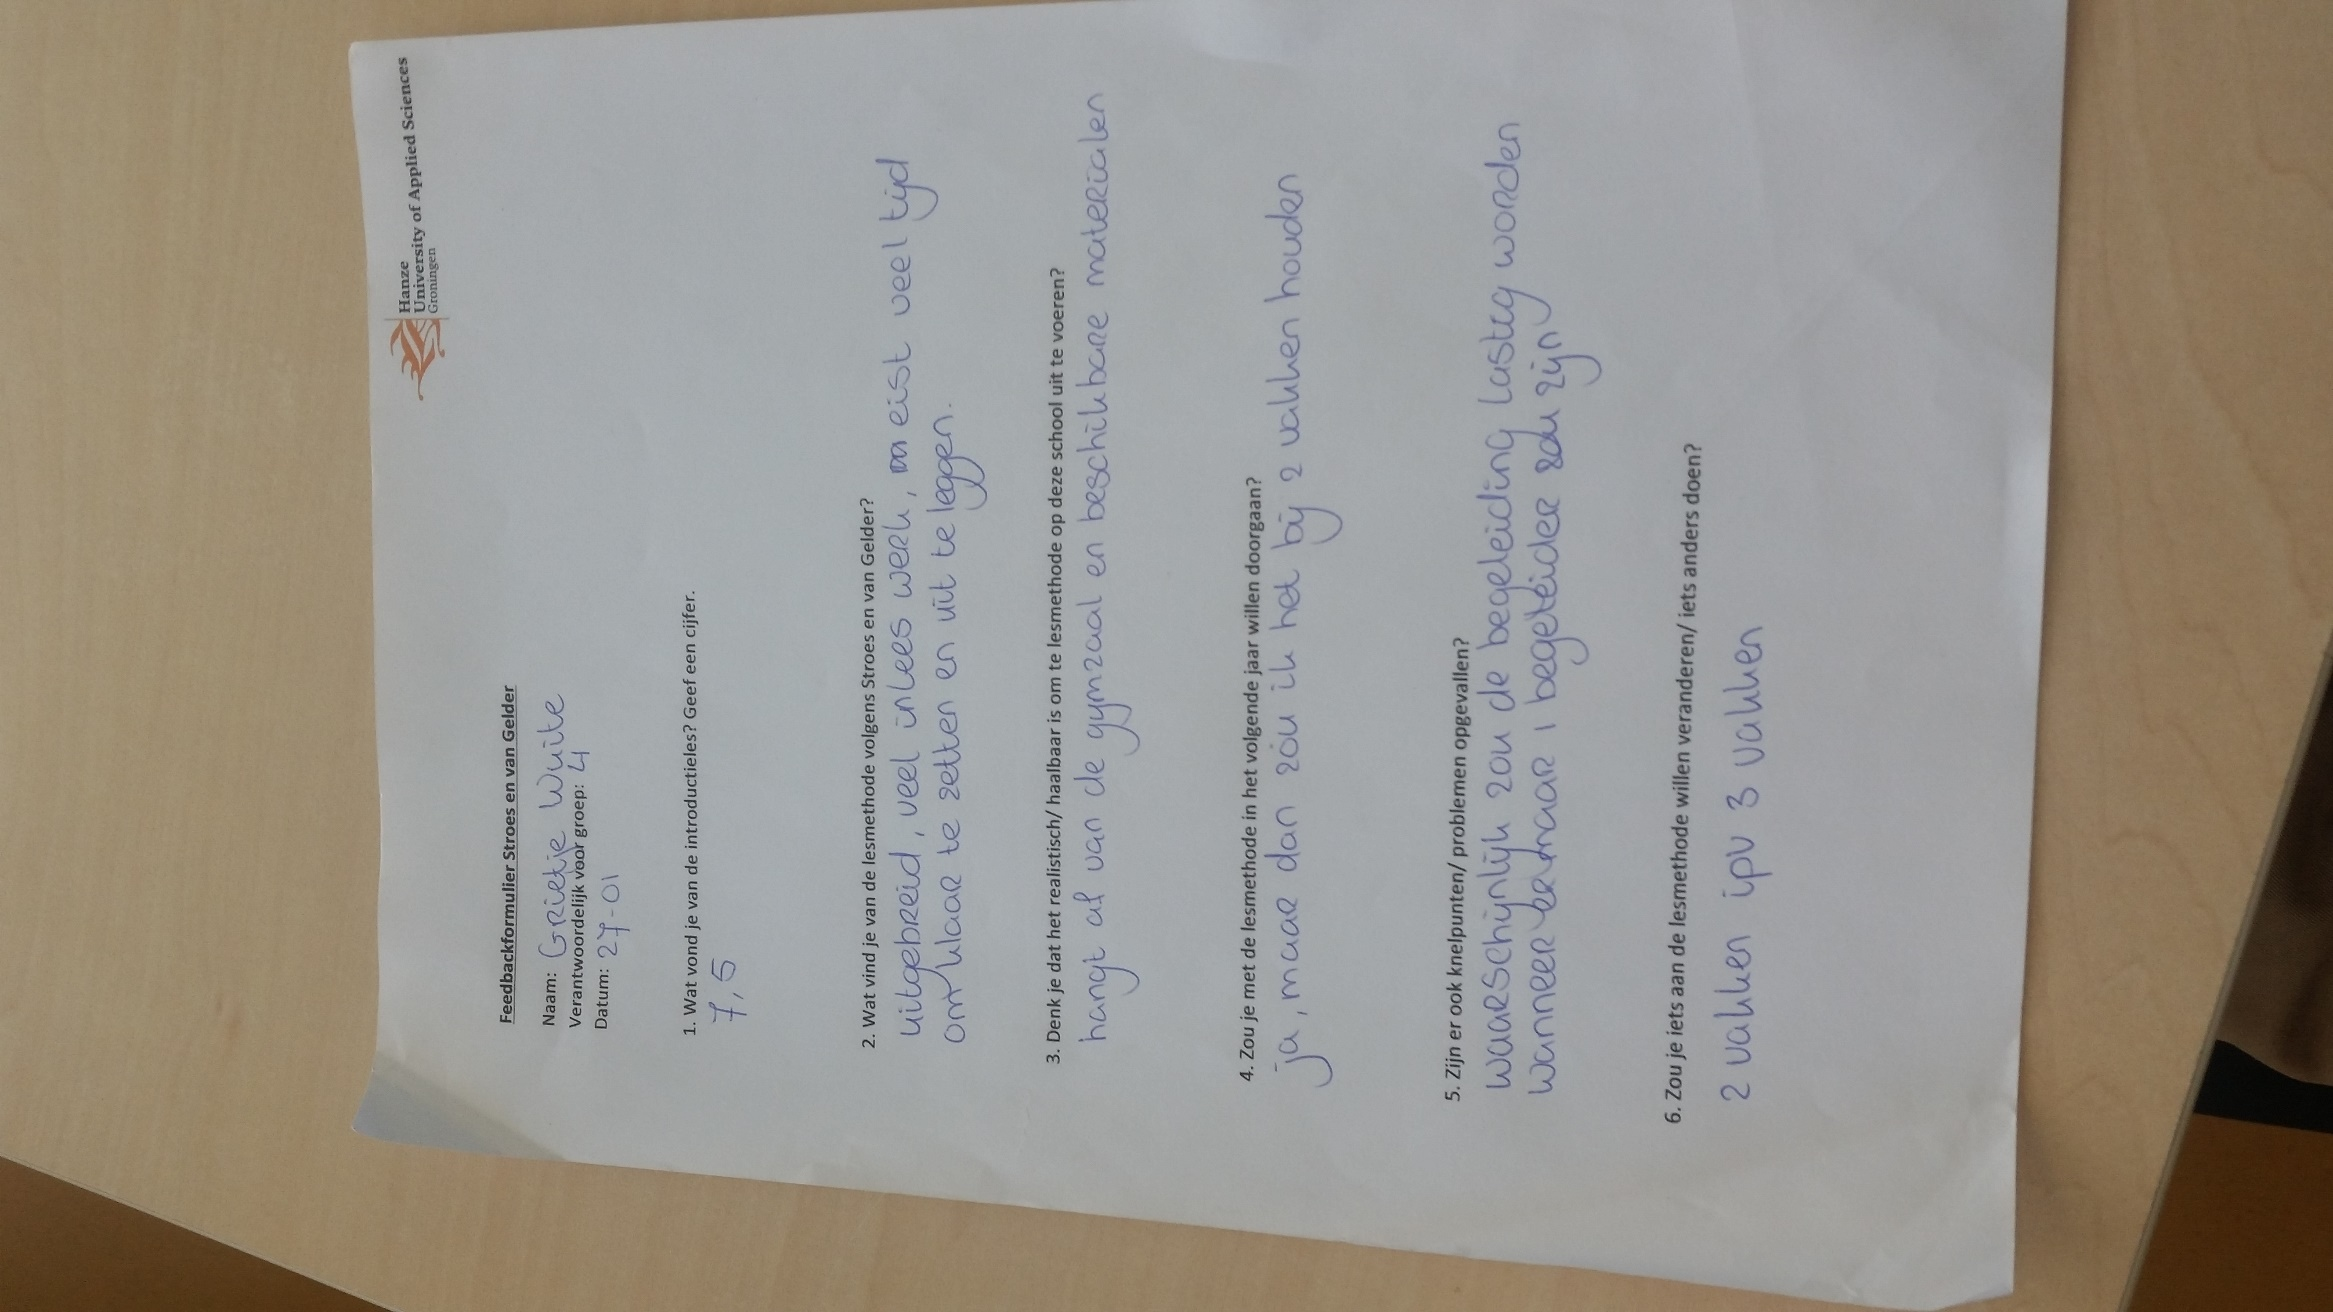 Hanze
University of Applied Sciences
Groningen
Feedbackformulier Stroes en van Gelder
Naam: Grietje Wuite
Verantwoordelijk voor groep: 4
Datum: 27-01
1. Wat vond je van de introductieles? Geef een cijfer.
7,5
2. Wat vind je van de lesmethode volgens Stroes en van Gelder?
uitgebreid, veel inlees werk, eist veel tijd
om klaar te zetten en uit te leggen.
3. Denk je dat het realistisch/ haalbaar is om te lesmethode op deze school uit te voeren?
hangt af van de gymzaal en beschikbare materialen
4. Zou je met de lesmethode in het volgende jaar willen doorgaan?
ja, maar dan zou ik het bij 2 vakken houden
5. Zijn er ook knelpunten/ problemen opgevallen?
waarschijnlijk zou de begeleiding lastig worden
wanneer er maar 1 begeleider zou zijn
6. Zou je iets aan de lesmethode willen veranderen/ iets anders doen?
2 vakken ipv 3 vakken